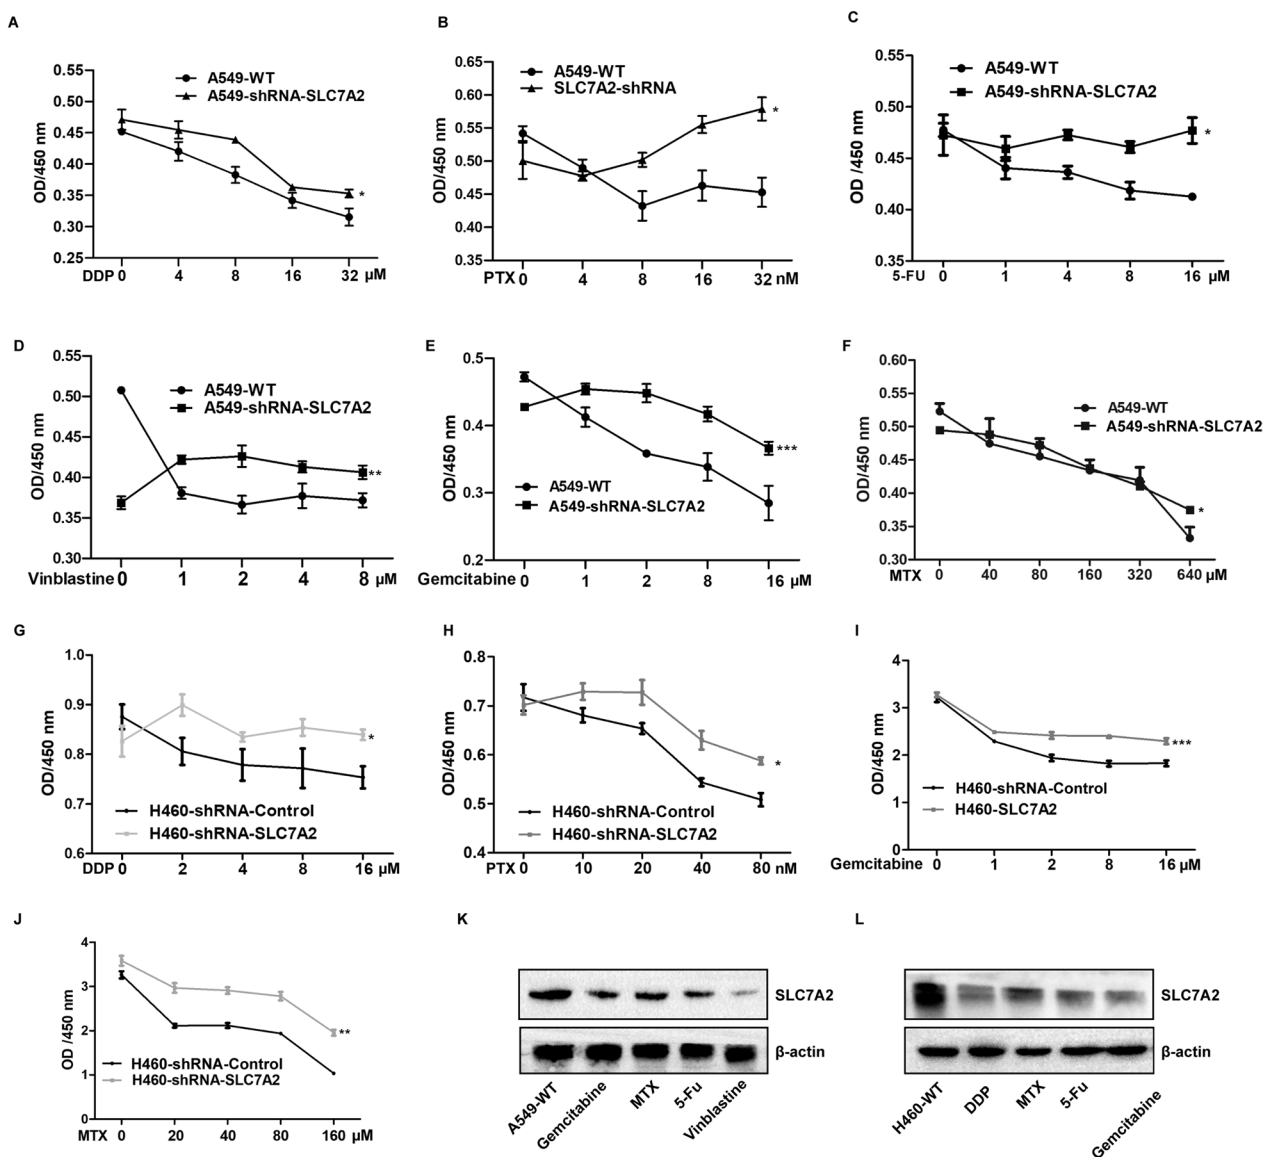 A
0.55
0.50
0.45
0.40
0.35
0.30
0.25
OD/450 nm
A549-WT
A549-shRNA-SLC7A2
*
DDP 0 4 8 16 32 μM
B
0.65
0.60
0.55
0.50
0.45
0.40
0.35
OD/450 nm
A549-WT
SLC7A2-shRNA
*
PTX 0 4 8 16 32 nM
C
0.55
0.50
0.45
0.40
0.35
OD /450 nm
A549-WT
A549-shRNA-SLC7A2
*
5-FU 0 1 4 8 16 μM
D
0.55
0.50
0.45
0.40
0.35
0.30
OD/450 nm
A549-WT
A549-shRNA-SLC7A2
**
Vinblastine 0 1 2 4 8 μM
E
0.5
0.4
0.3
0.2
OD/450 nm
A549-WT
A549-shRNA-SLC7A2
***
Gemcitabine 0 1 2 8 16 μM
F
0.60
0.55
0.50
0.45
0.40
0.35
0.30
OD/450 nm
A549-WT
A549-shRNA-SLC7A2
*
MTX 0 40 80 160 320 640 μM
G
1.0
0.9
0.8
0.7
0.6
OD/450 nm
H460-shRNA-Control
H460-shRNA-SLC7A2
*
DDP 0 2 4 8 16 μM
H
0.8
0.7
0.6
0.5
0.4
OD/450 nm
H460-shRNA-Control
H460-shRNA-SLC7A2
*
PTX 0 10 20 40 80 nM
I
4
3
2
1
0
OD/450 nm
H460-shRNA-Control
H460-SLC7A2
***
Gemcitabine 0 1 2 8 16 μM
J
4
3
2
1
0
OD /450 nm
H460-shRNA-Control
H460-shRNA-SLC7A2
**
MTX 0 20 40 80 160 μM
K
SLC7A2
β-actin
A549-WT
Gemcitabine
MTX
5-Fu
Vinblastine
L
SLC7A2
β-actin
H460-WT
DDP
MTX
5-Fu
Gemcitabine